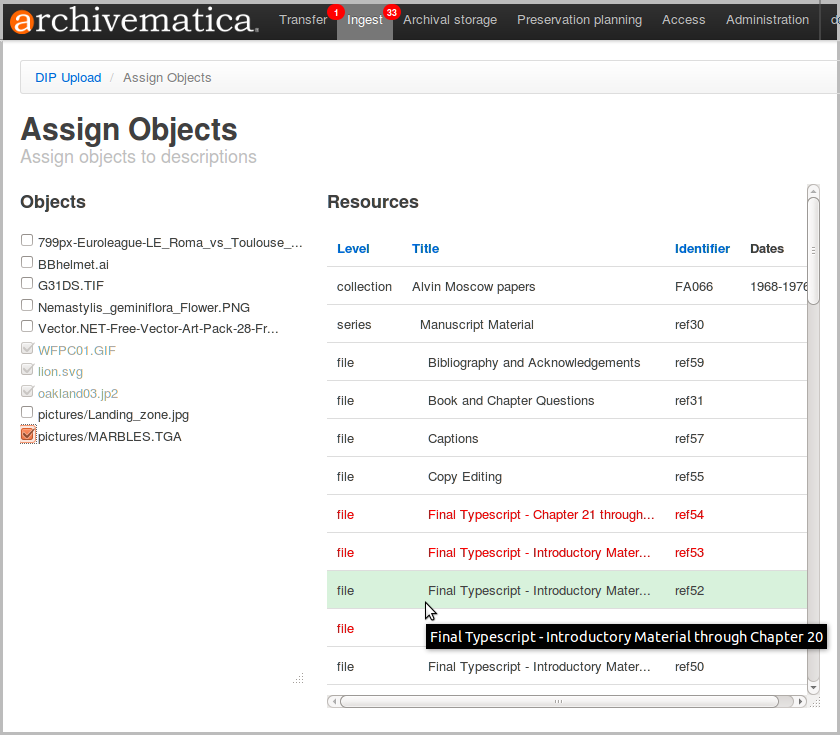 archivematica.
Transfer 1 Ingest 33 Archival storage Preservation planning Access Administration
DIP Upload / Assign Objects
Assign Objects
Assign objects to descriptions
Objects
799px-Euroleague-LE_Roma_vs_Toulouse_...
BBhelmet.ai
G31DS.TIF
Nemastylis_geminiflora_Flower.PNG
Vector.NET-Free-Vector-Art-Pack-28-Fr...
WFPC01.GIF
lion.svg
oakland03.jp2
pictures/Landing_zone.jpg
pictures/MARBLES.TGA
Resources
Level Title Identifier Dates
collection Alvin Moscow papers FA066 1968-1976
series Manuscript Material ref30
file Bibliography and Acknowledgements ref59
file Book and Chapter Questions ref31
file Captions ref57
file Copy Editing ref55
file Final Typescript - Chapter 21 through... ref54
file Final Typescript - Introductory Mater... ref53
file Final Typescript - Introductory Mater... ref52
file
Final Typescript - Introductory Material through Chapter 20
file Final Typescript - Introductory Mater... ref50